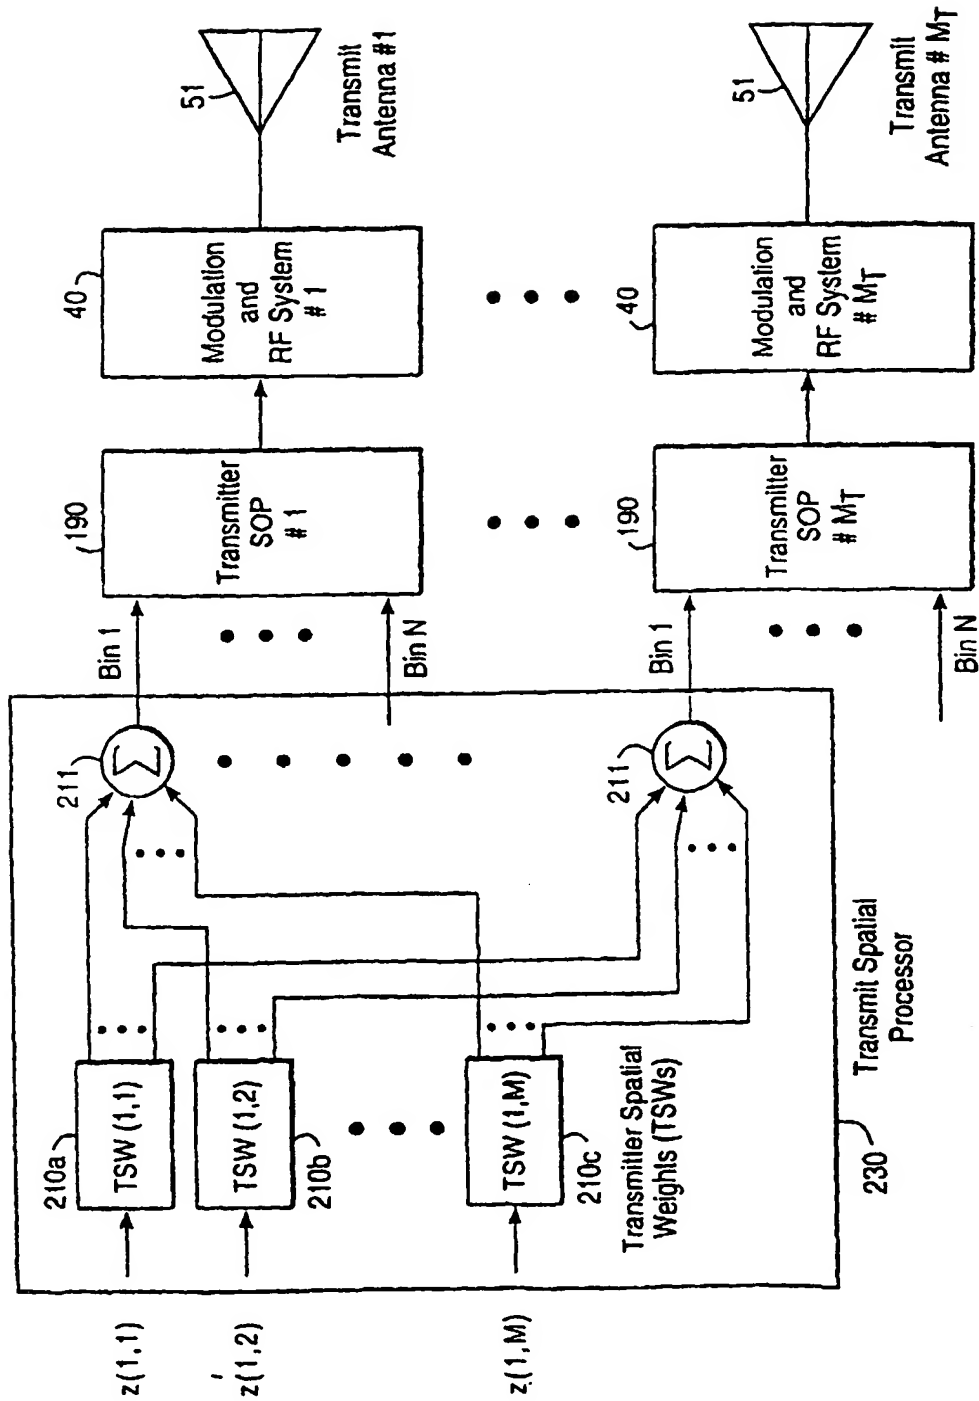 z(1,1)
z(1,2)
z(1,M)
210a
TSW (1,1)
TSW (1,2)
210b
TSW (1,M)
210c
Transmitter Spatial
Weights (TSWs)
211
Σ
211
Σ
230
Transmit Spatial
Processor
Bin 1
Bin N
Bin 1
Bin N
190
Transmitter
SOP
# 1
190
Transmitter
SOP
# MT
40
Modulation
and
RF System
# 1
40
Modulation
and
RF System
# MT
51
Transmit
Antenna #1
51
Transmit
Antenna # MT